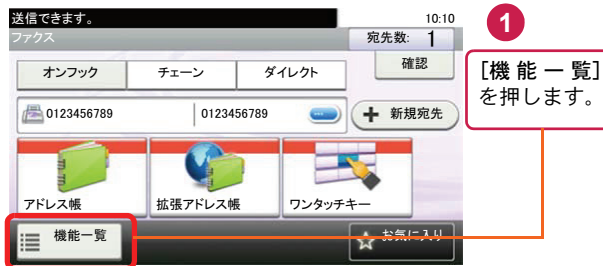 送信できます。
10:10
ファクス
宛先数: 1
オンフック
チェーン
ダイレクト
確認
0123456789
0123456789
新規宛先
アドレス帳
拡張アドレス帳
ワンタッチキー
機能一覧
お気に入り
1
[機能一覧]
を押します。